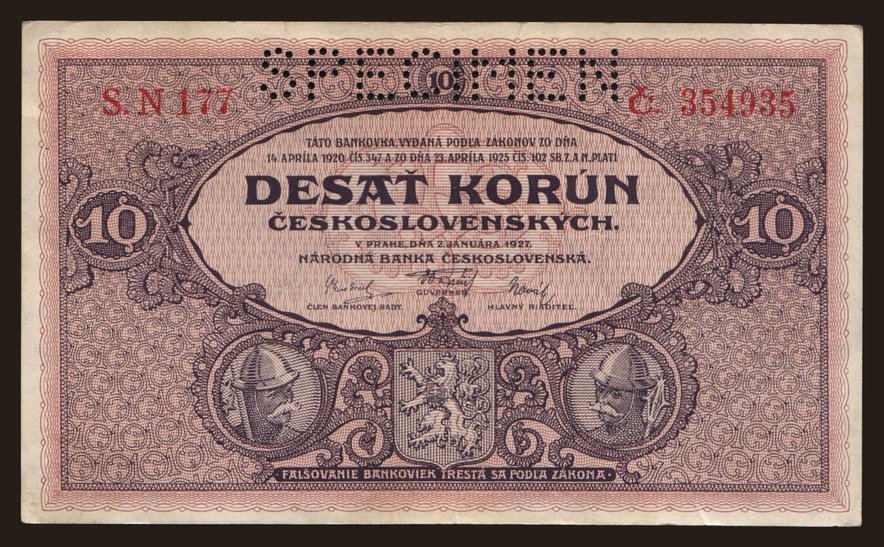 SPECIMEN
10
S. N 177
Č. 354935
TÁTO BANKOVKA, VYDANÁ PODĽA ZÁKONOV ZO DŇA
14. APRÍLA 1920 ČÍS. 347 A ZO DŇA 23. APRÍLA 1925 ČÍS. 102 SB. Z. A N. PLATÍ
DESAŤ KORÚN
ČESKOSLOVENSKÝCH.
10
10
V PRAHE, DŇA 2. JANUÁRA 1927.
NÁRODNÁ BANKA ČESKOSLOVENSKÁ.
GUVERNÉR.
ČLEN BANKOVEJ RADY.
HLAVNÝ RIADITEĽ.
· FALŠOVANIE BANKOVIEK TRESTÁ SA PODĽA ZÁKONA ·